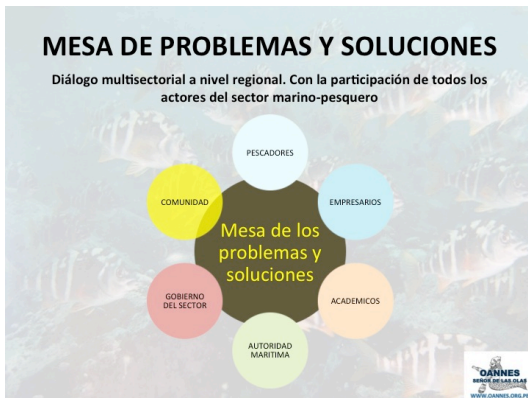 MESA DE PROBLEMAS Y SOLUCIONES
Diálogo multisectorial a nivel regional. Con la participación de todos los
actores del sector marino-pesquero
PESCADORES
COMUNIDAD
EMPRESARIOS
Mesa de los
problemas y
soluciones
GOBIERNO
DEL SECTOR
ACADEMICOS
AUTORIDAD
MARITIMA
OANNES
SEÑOR DE LAS OLAS